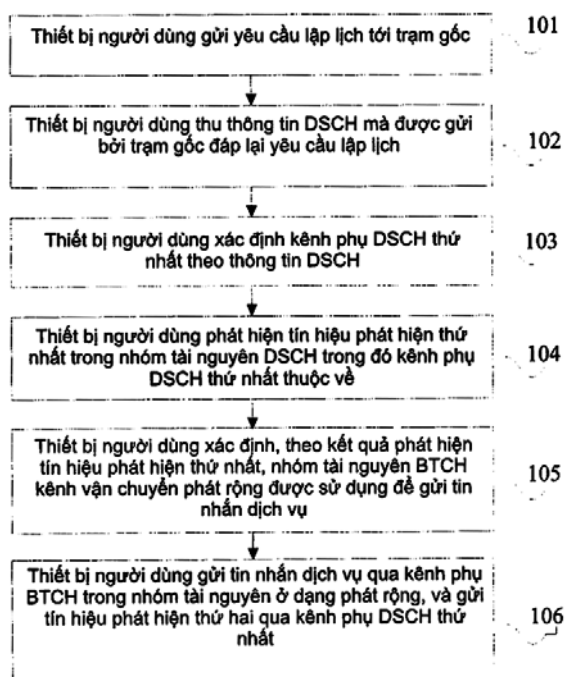 Thiết bị người dùng gửi yêu cầu lập lịch tới trạm gốc
101
Thiết bị người dùng thu thông tin DSCH mà được gửi
bởi trạm gốc đáp lại yêu cầu lập lịch
102
Thiết bị người dùng xác định kênh phụ DSCH thứ
nhất theo thông tin DSCH
103
Thiết bị người dùng phát hiện tín hiệu phát hiện thứ
nhất trong nhóm tài nguyên DSCH trong đó kênh phụ
DSCH thứ nhất thuộc về
104
Thiết bị người dùng xác định, theo kết quả phát hiện
tín hiệu phát hiện thứ nhất, nhóm tài nguyên BTCH
kênh vận chuyển phát rộng được sử dụng để gửi tin
nhắn dịch vụ
105
Thiết bị người dùng gửi tin nhắn dịch vụ qua kênh phụ
BTCH trong nhóm tài nguyên ở dạng phát rộng, và gửi
tín hiệu phát hiện thứ hai qua kênh phụ DSCH thứ
nhất
106